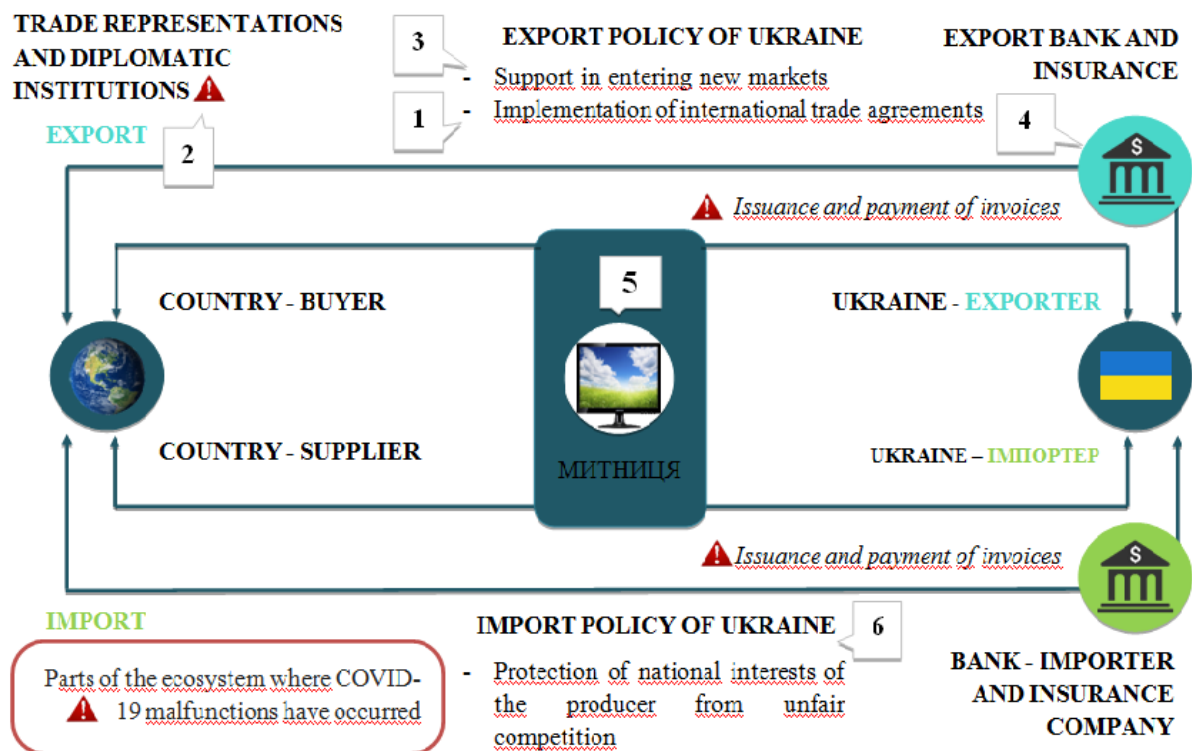 TRADE REPRESENTATIONS
AND DIPLOMATIC
INSTITUTIONS
3
EXPORT POLICY OF UKRAINE
- Support in entering new markets
1
- Implementation of international trade agreements
EXPORT BANK AND
INSURANCE
4
EXPORT
2
$
Issuance and payment of invoices
5
COUNTRY - BUYER
UKRAINE - EXPORTER
COUNTRY - SUPPLIER
МИТНИЦЯ
UKRAINE – ІМПОРТЕР
Issuance and payment of invoices
$
IMPORT
Parts of the ecosystem where COVID-
19 malfunctions have occurred
IMPORT POLICY OF UKRAINE
6
- Protection of national interests of
the producer from unfair
competition
BANK - IMPORTER
AND INSURANCE
COMPANY